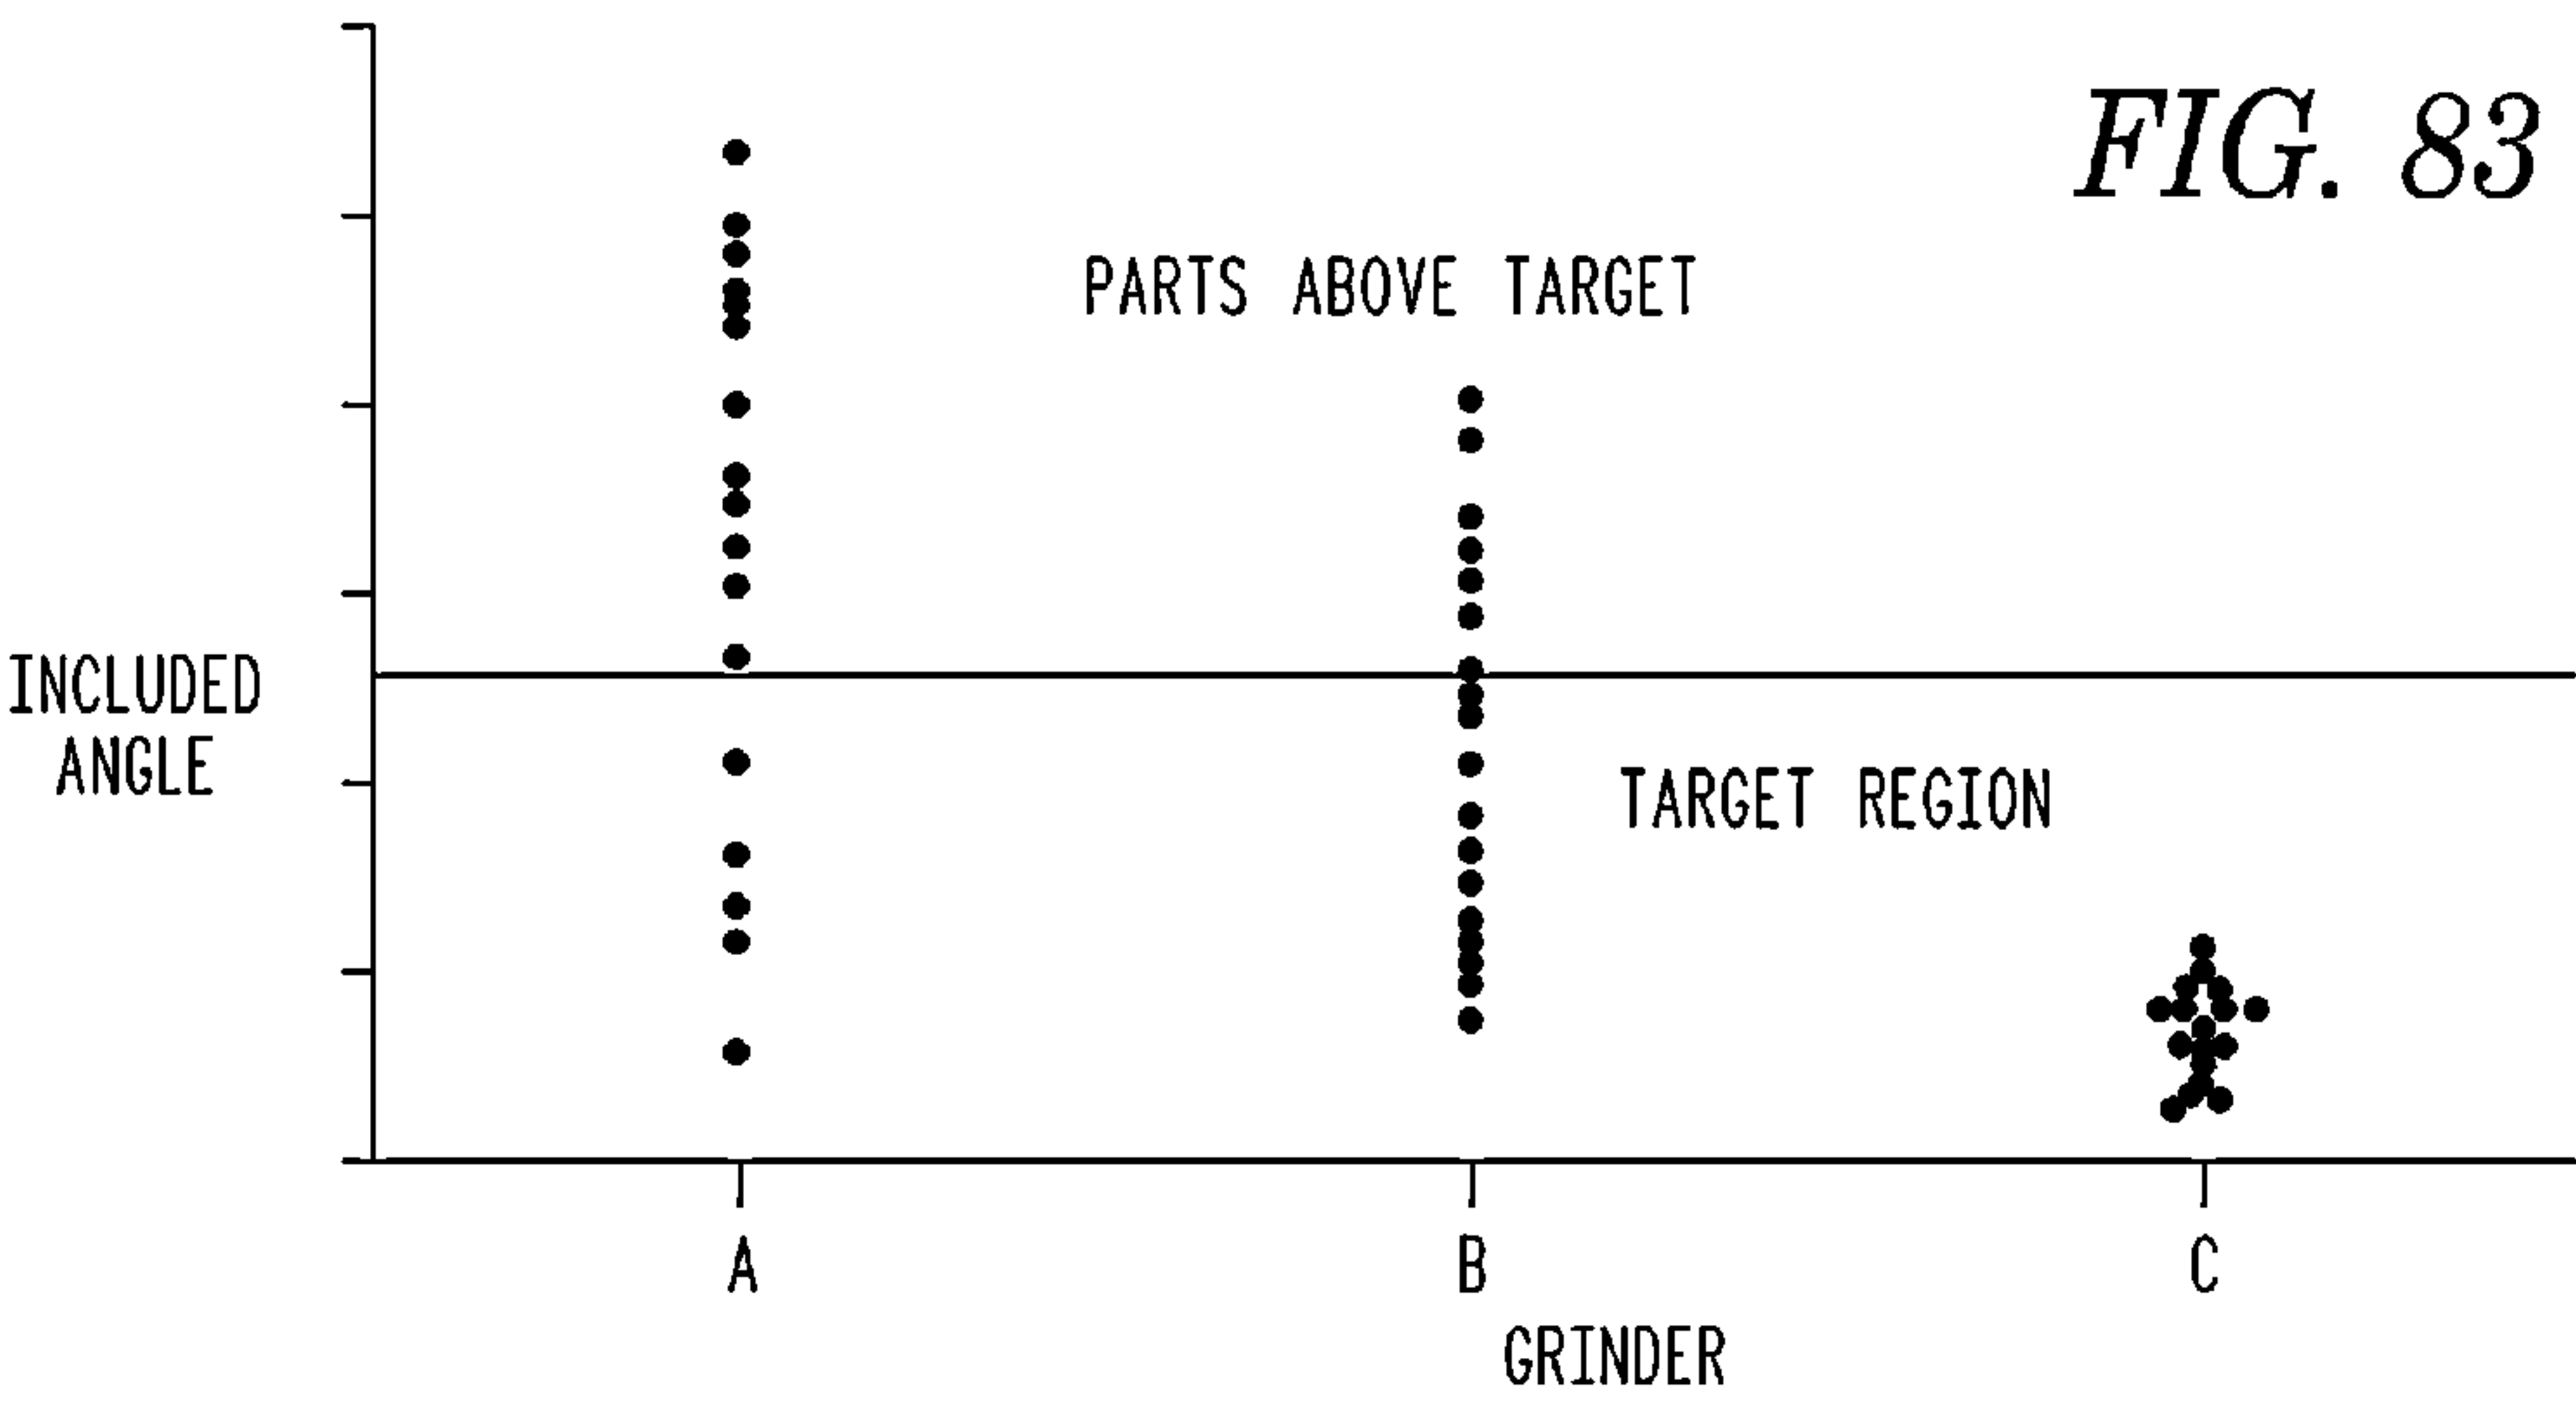 FIG. 83
PARTS ABOVE TARGET
INCLUDED
ANGLE
TARGET REGION
A
B
C
GRINDER